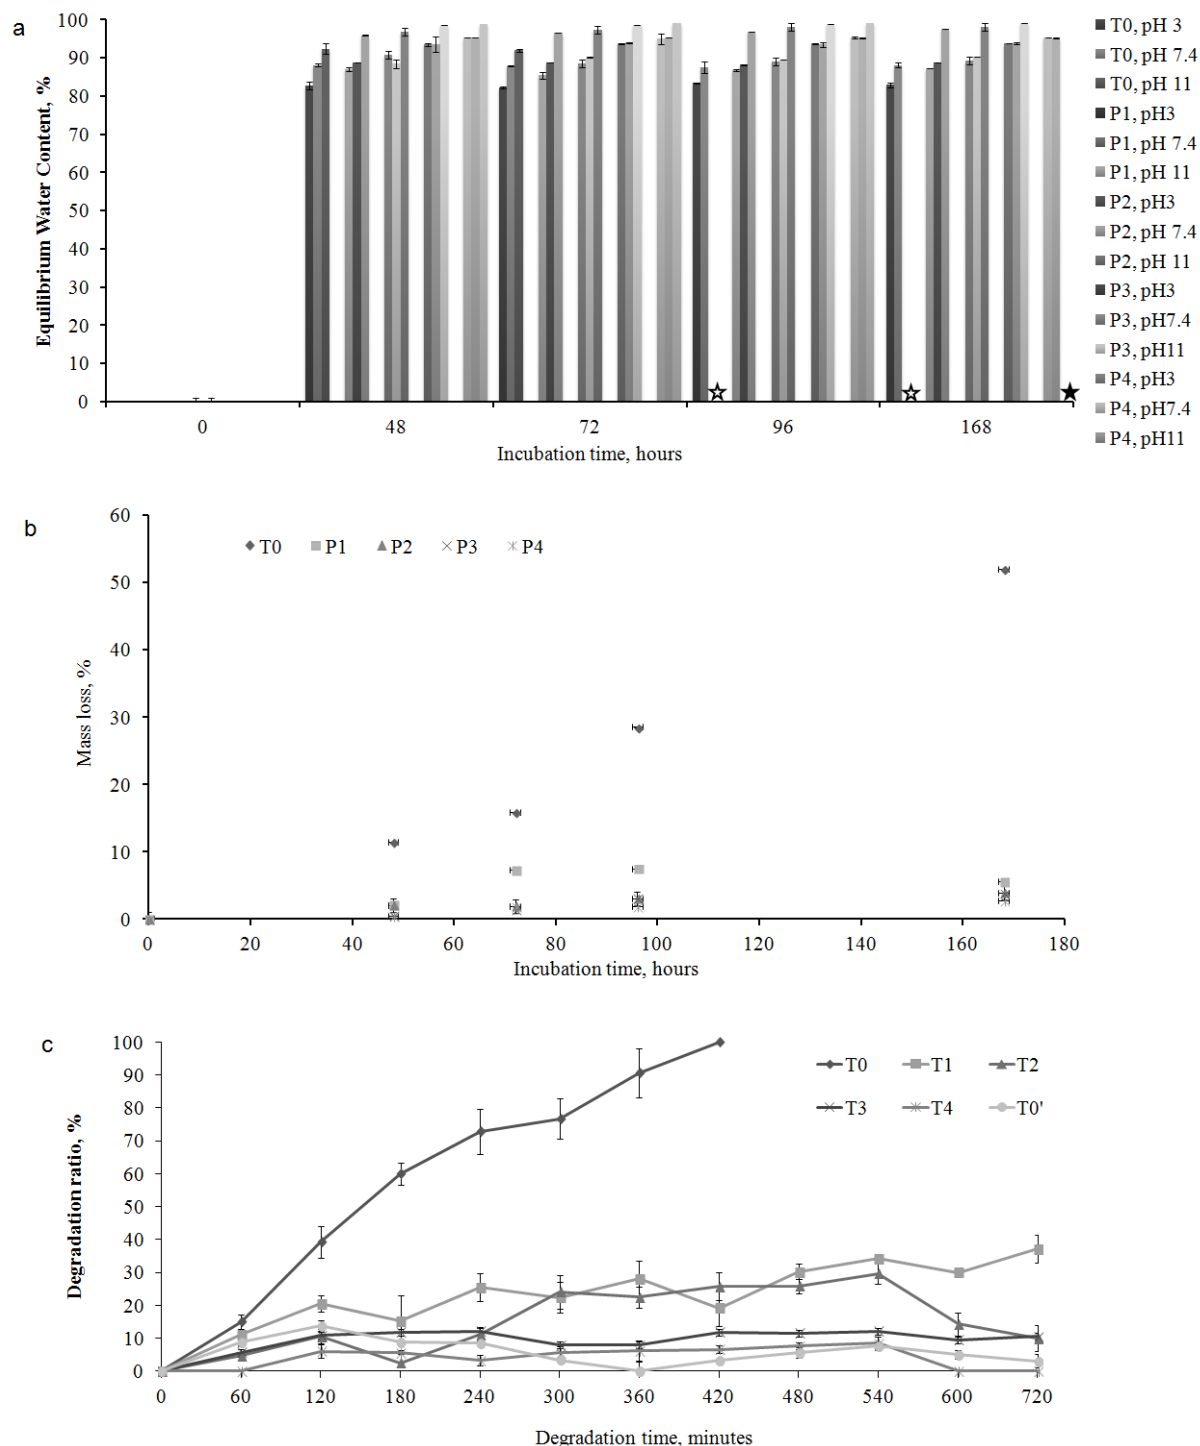 a
100
90
80
70
60
50
40
30
20
10
0
Equilibrium Water Content, %
0 48 72 96 168
Incubation time, hours
T0, pH 3
T0, pH 7.4
T0, pH 11
P1, pH3
P1, pH 7.4
P1, pH 11
P2, pH3
P2, pH 7.4
P2, pH 11
P3, pH3
P3, pH7.4
P3, pH11
P4, pH3
P4, pH7.4
P4, pH11
b
60
50
40
30
20
10
0
Mass loss, %
T0 P1 P2 P3 P4
0 20 40 60 80 100 120 140 160 180
Incubation time, hours
c
100
90
80
70
60
50
40
30
20
10
0
Degradation ratio, %
T0 T1 T2
T3 T4 T0'
0 60 120 180 240 300 360 420 480 540 600 720
Degradation time, minutes